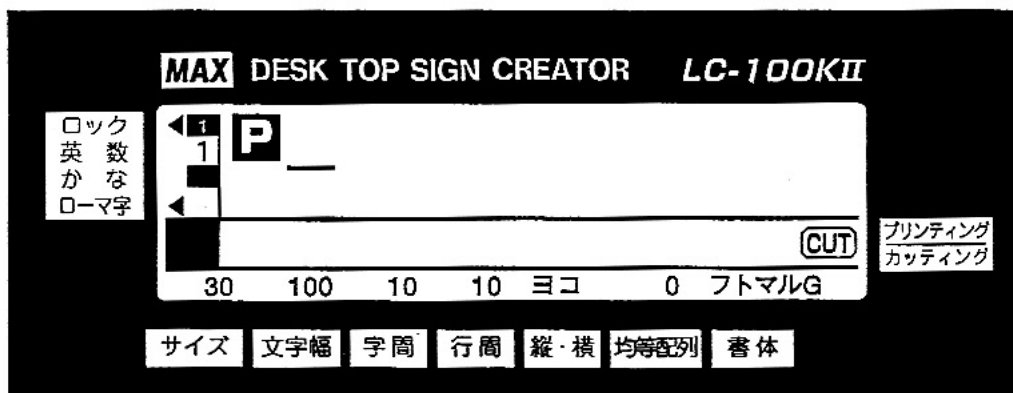 MAX DESK TOP SIGN CREATOR LC-100KII
ロック
英 数
か な
ローマ字
1
1 P
CUT
プリンティング
カッティング
30 100 10 10 ヨコ 0 フトマルG
サイズ 文字幅 字間 行間 縦・横 均等配列 書体